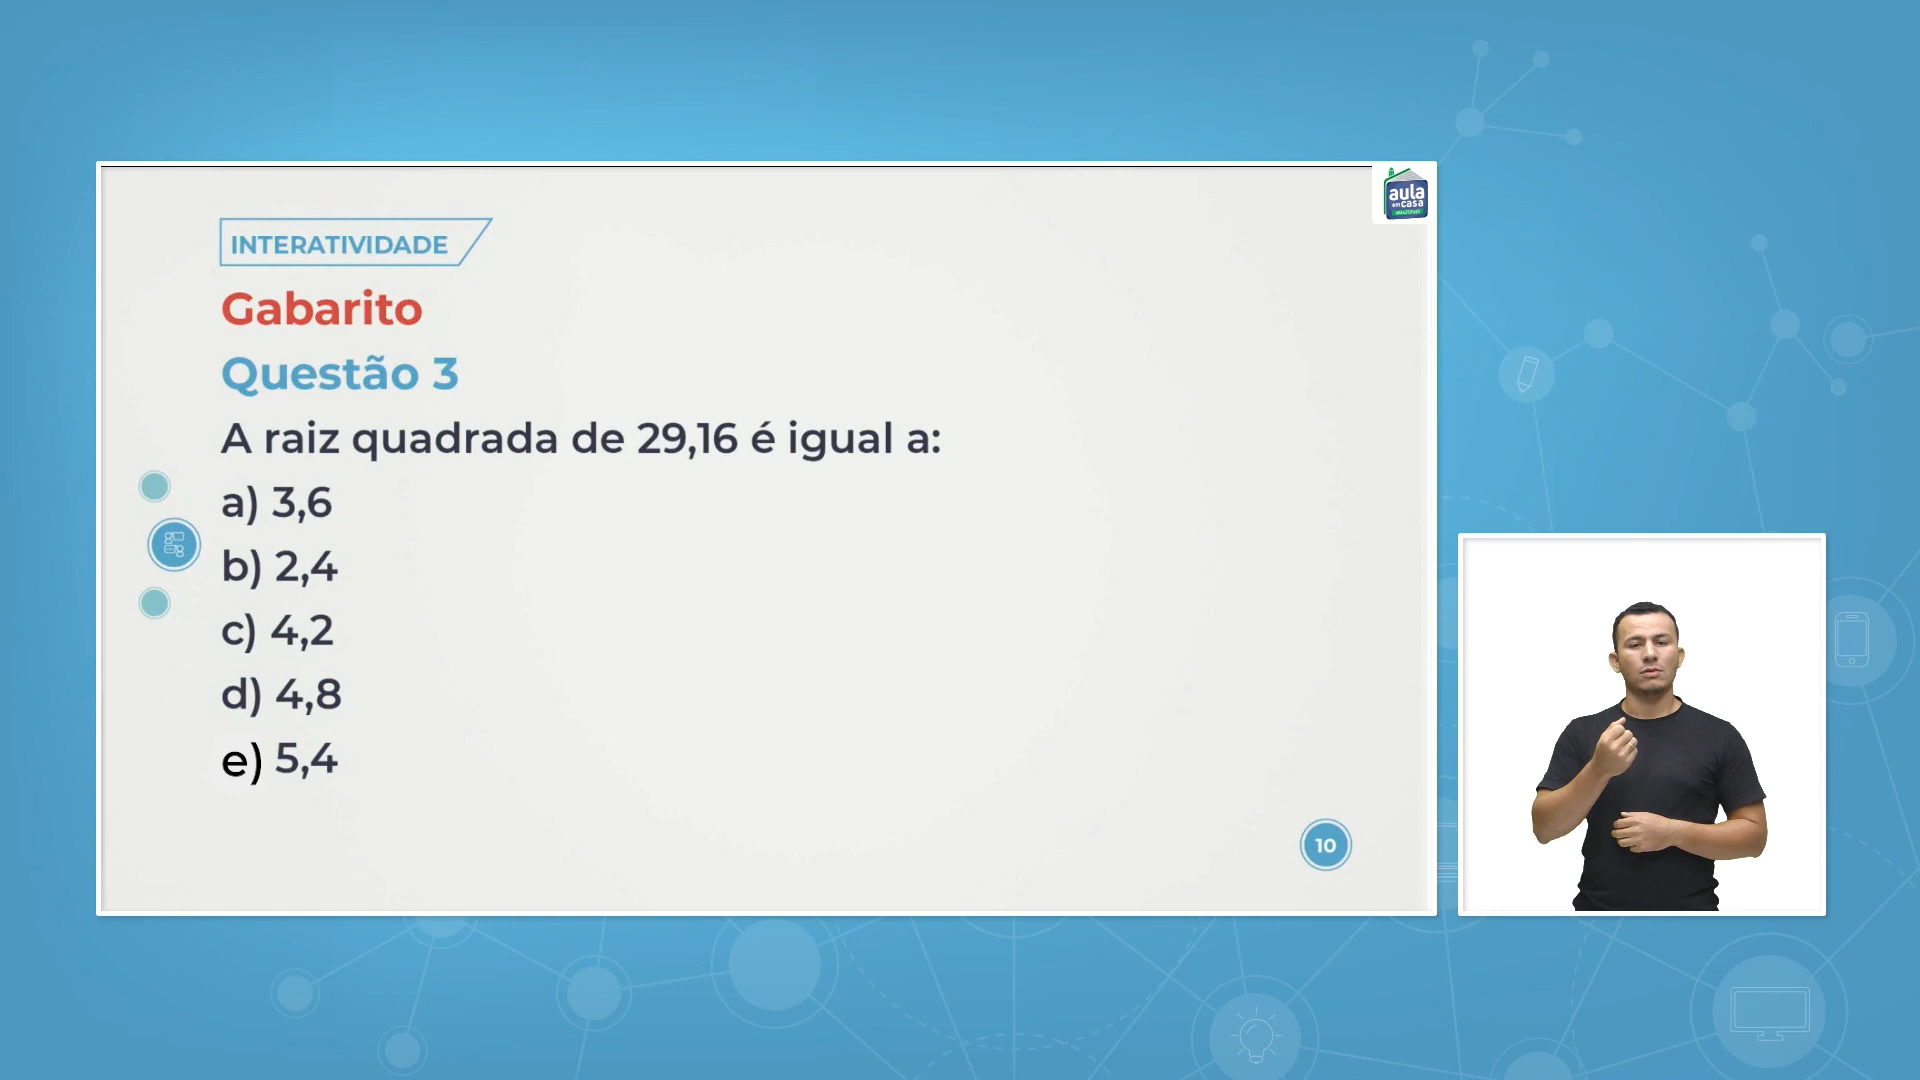 aula
em casa
AMAZONAS
INTERATIVIDADE
Gabarito
Questão 3
A raiz quadrada de 29,16 é igual a:
a) 3,6
b) 2,4
c) 4,2
d) 4,8
e) 5,4
10